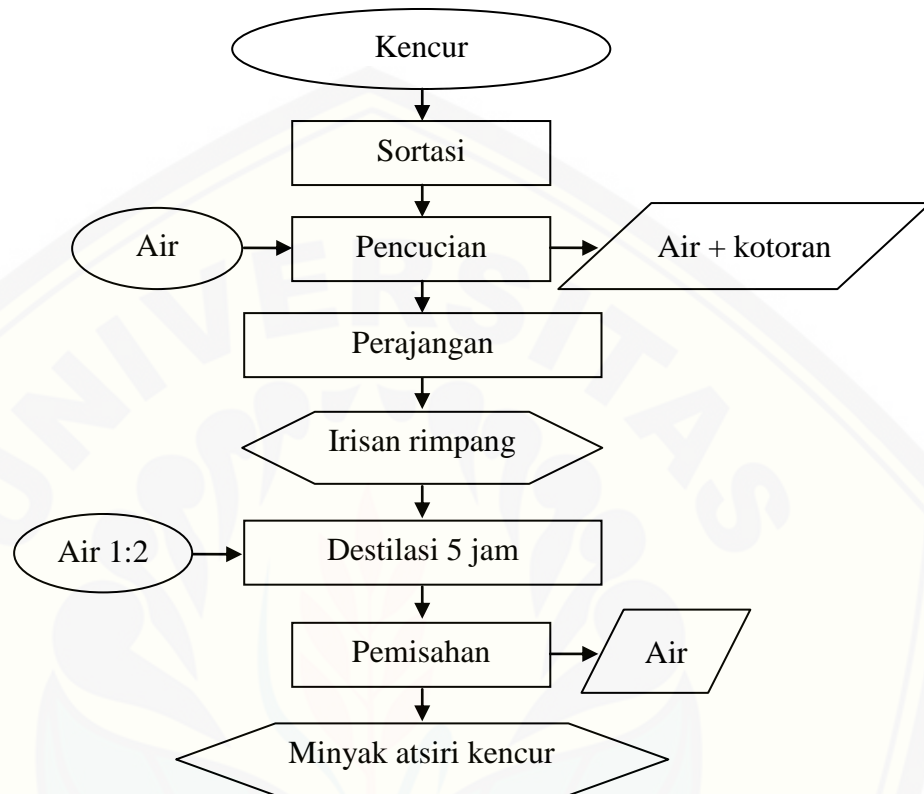 Kencur
Sortasi
Air
Pencucian
Air + kotoran
Perajangan
Irisan rimpang
Air 1:2
Destilasi 5 jam
Pemisahan
Air
Minyak atsiri kencur
UNIVERSITAS